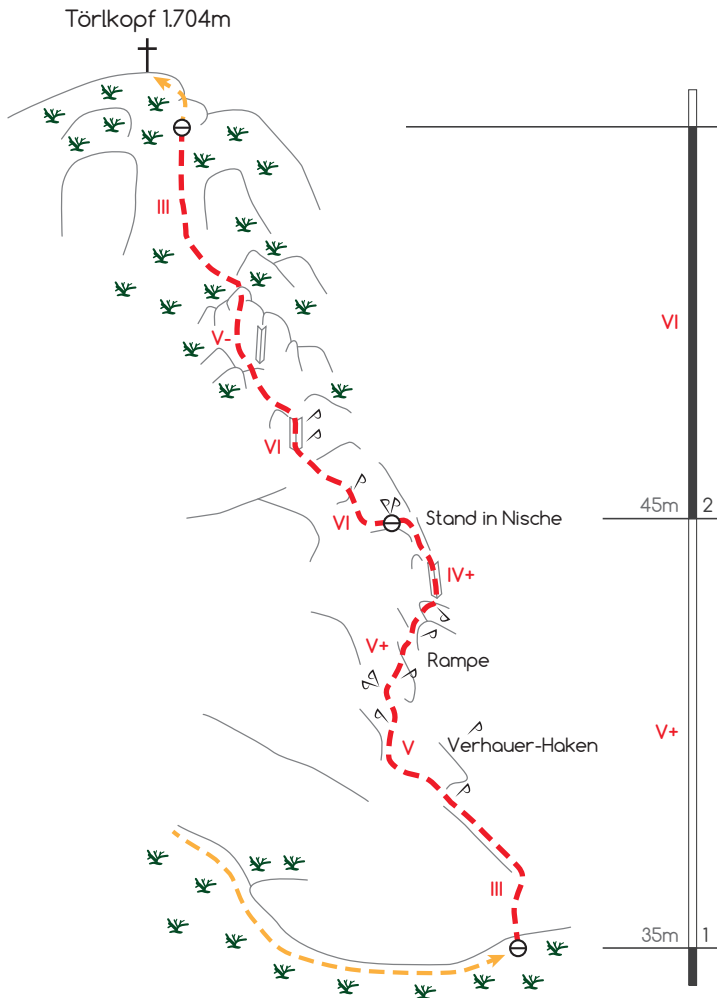 Törlkopf 1.704m
III
V-
VI
VI
VI
45m 2
Stand in Nische
IV+
V+
Rampe
V+
V
Verhauer-Haken
III
35m 1